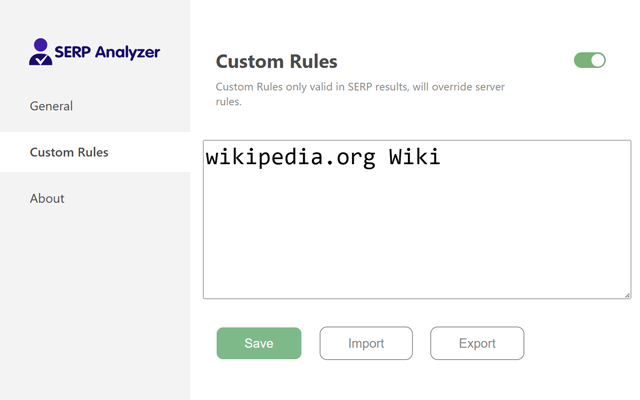 SERP Analyzer
General
Custom Rules
About
Custom Rules
Custom Rules only valid in SERP results, will override server
rules.
wikipedia.org Wiki
Save
Import
Export